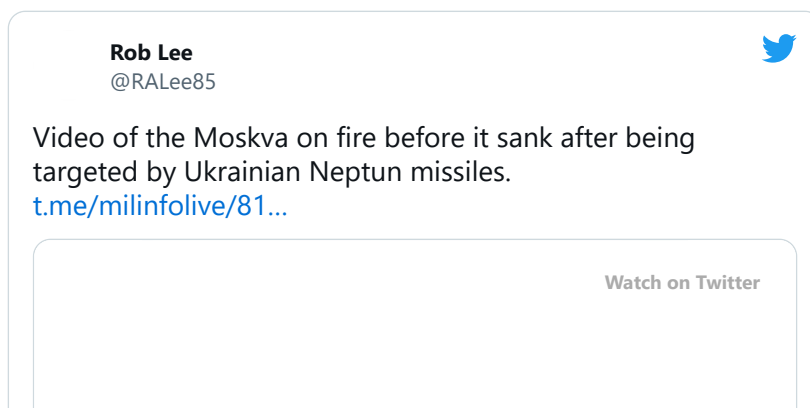 Rob Lee
@RALee85
Video of the Moskva on fire before it sank after being
targeted by Ukrainian Neptun missiles.
t.me/milinfolive/81...
Watch on Twitter